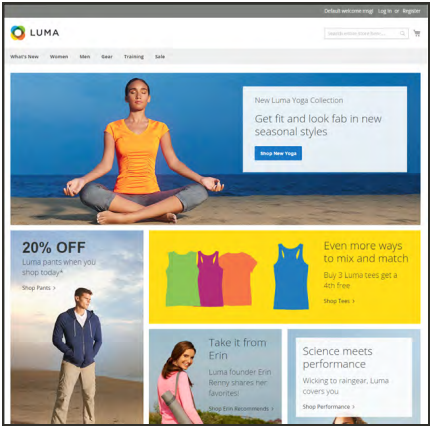 Default welcome msg! Log In or Register
LUMA
Search entire store here...
What's New Women Men Gear Training Sale
New Luma Yoga Collection
Get fit and look fab in new
seasonal styles
Shop New Yoga
20% OFF
Luma pants when you
shop today*
Shop Pants >
Even more ways
to mix and match
Buy 3 Luma tees get a
4th free
Shop Tees >
Take it from
Erin
Luma founder Erin
Renny shares her
favorites!
Shop Erin Recommends >
Science meets
performance
Wicking to raingear, Luma
covers you
Shop Performance >